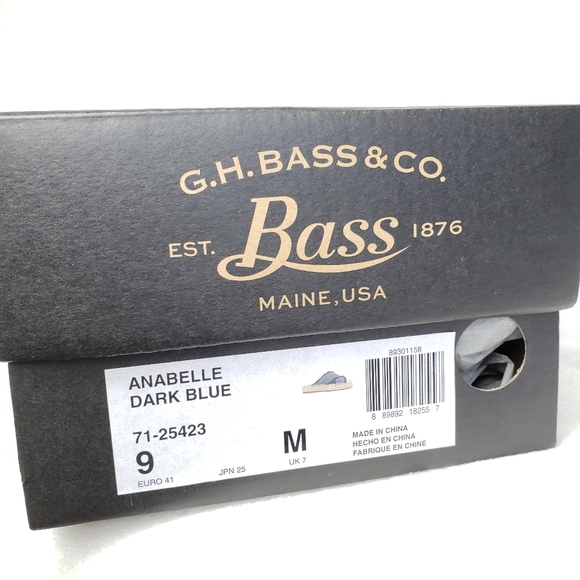 G.H. BASS & CO.
EST. Bass 1876
MAINE, USA
ANABELLE
DARK BLUE
89301158
8 89892 18255 7
71-25423
9 M
EURO 41 JPN 25 UK 7
MADE IN CHINA
HECHO EN CHINA
FABRIQUE EN CHINE